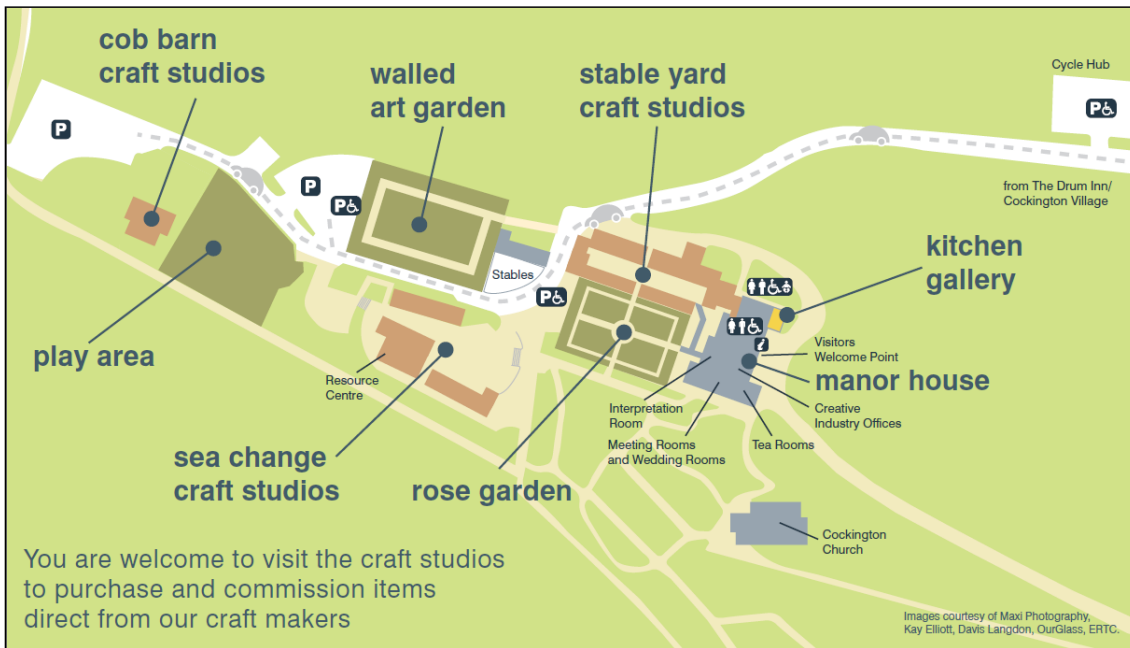 cob barn
craft studios
walled
art garden
stable yard
craft studios
Cycle Hub
P
P
P
P
P
from The Drum Inn/
Cockington Village
kitchen
gallery
Stables
play area
Resource
Centre
Visitors
Welcome Point
manor house
i
Interpretation
Room
Creative
Industry Offices
Meeting Rooms
and Wedding Rooms
Tea Rooms
sea change
craft studios
rose garden
Cockington
Church
You are welcome to visit the craft studios
to purchase and commission items
direct from our craft makers
Images courtesy of Maxi Photography,
Kay Elliott, Davis Langdon, OurGlass, ERTC.